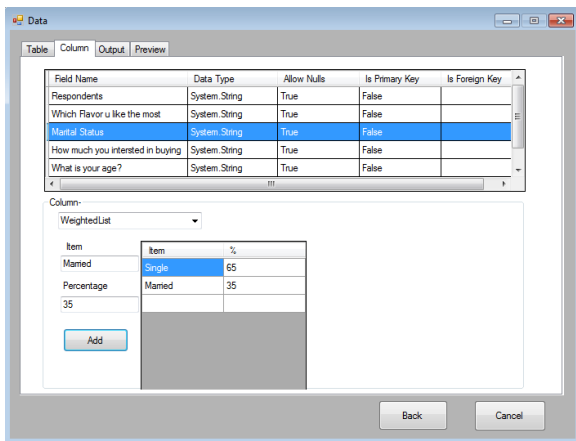 Data
Table Column Output Preview
Field Name Data Type Allow Nulls Is Primary Key Is Foreign Key
Respondents System.String True False
Which Flavor u like the most System.String True False
Marital Status System.String True False
How much you intersted in buying System.String True False
What is your age? System.String True False
Column-
WeightedList
Item
Married
Percentage
35
Add
Item %
Single 65
Married 35
Back Cancel